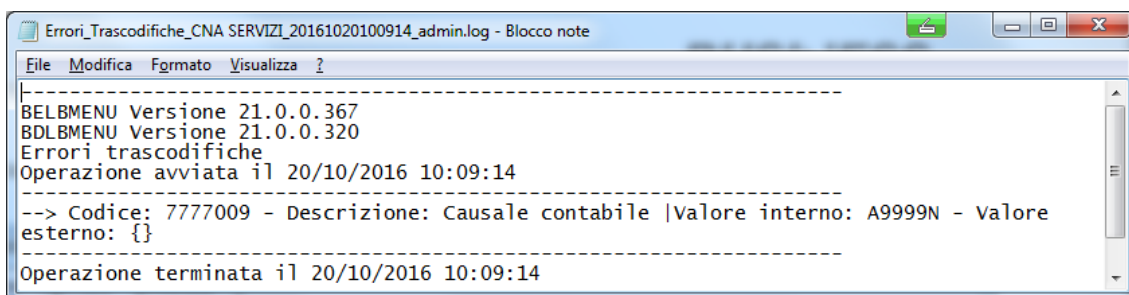 Errori_Trascodifiche_CNA SERVIZI_20161020100914_admin.log - Blocco note
File Modifica Formato Visualizza ?
----------------------------------------------------------------------
BELBMENU Versione 21.0.0.367
BDLBMENU Versione 21.0.0.320
Errori trascodifiche
Operazione avviata il 20/10/2016 10:09:14
----------------------------------------------------------------------
--> Codice: 7777009 - Descrizione: Causale contabile |Valore interno: A9999N - Valore
esterno: {}
----------------------------------------------------------------------
Operazione terminata il 20/10/2016 10:09:14